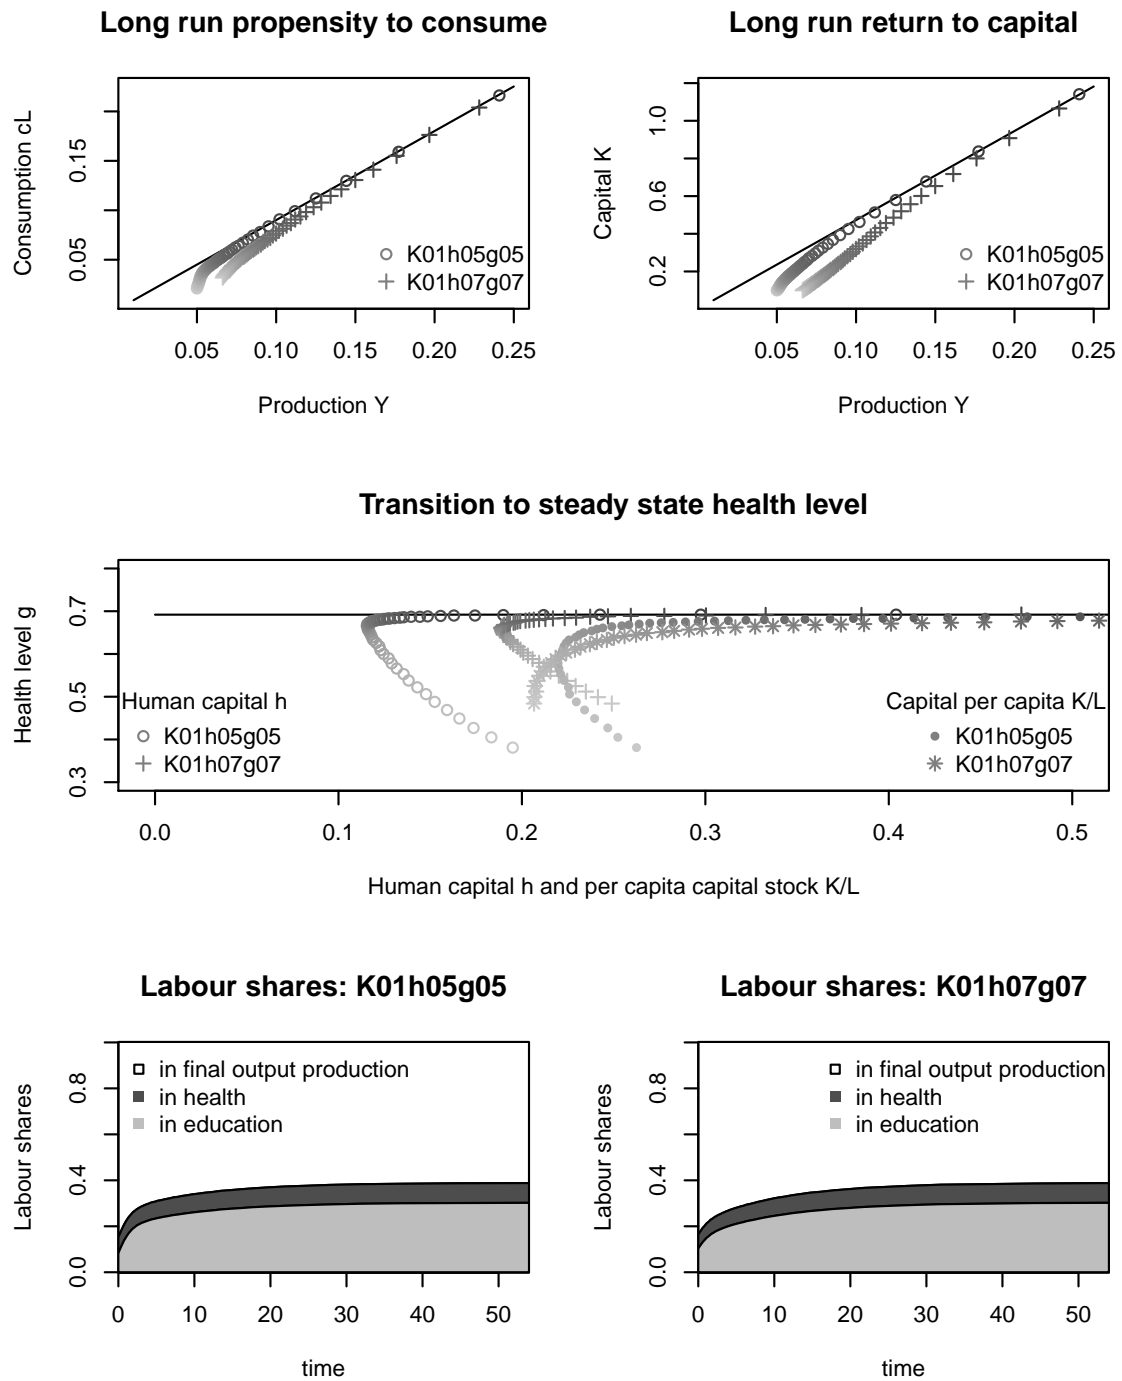 Long run propensity to consume
Consumption cL
0.05
0.15
K01h05g05
K01h07g07
0.05 0.10 0.15 0.20 0.25
Production Y
Long run return to capital
Capital K
0.2
0.6
1.0
K01h05g05
K01h07g07
0.05 0.10 0.15 0.20 0.25
Production Y
Transition to steady state health level
Health level g
0.3
0.5
0.7
Human capital h
K01h05g05
K01h07g07
Capital per capita K/L
K01h05g05
K01h07g07
0.0 0.1 0.2 0.3 0.4 0.5
Human capital h and per capita capital stock K/L
Labour shares: K01h05g05
Labour shares
0.0
0.4
0.8
in final output production
in health
in education
0 10 20 30 40 50
time
Labour shares: K01h07g07
Labour shares
0.0
0.4
0.8
in final output production
in health
in education
0 10 20 30 40 50
time